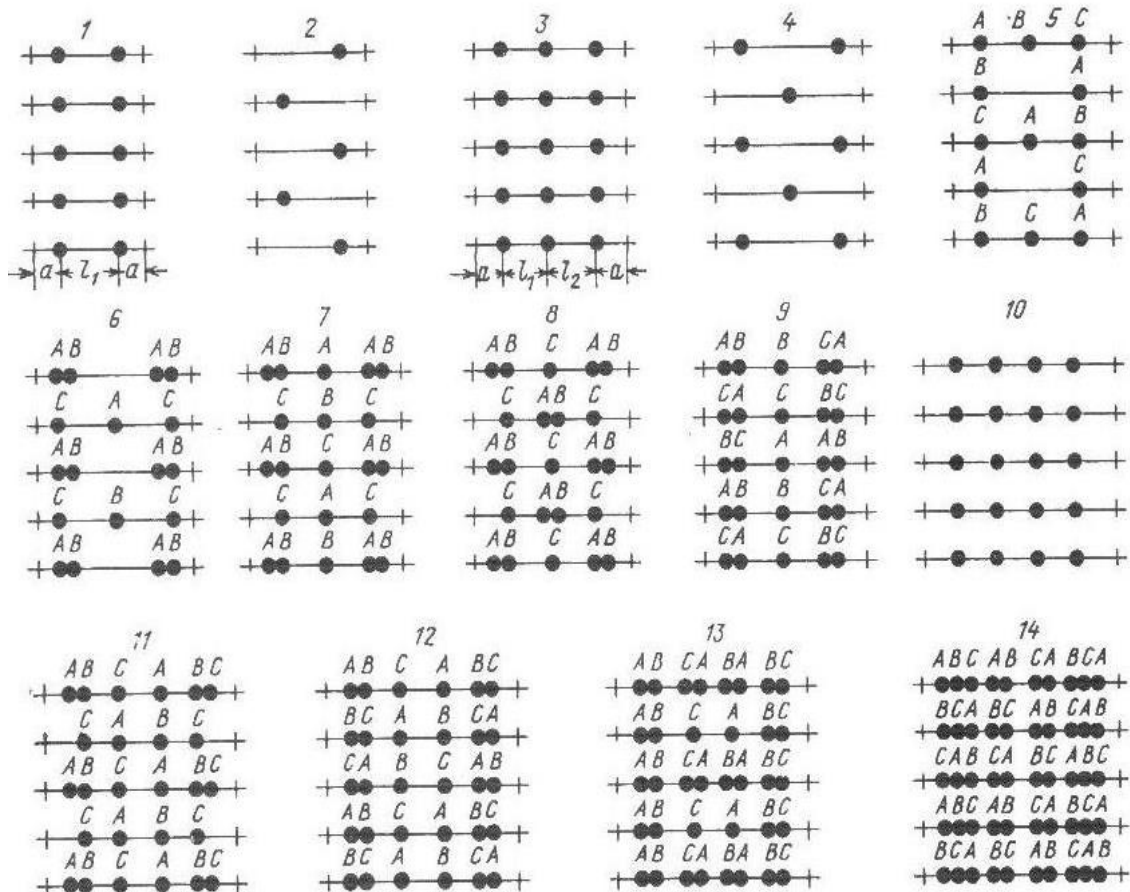 1 2 3 4 A ·B 5 C
B A
C A B
A C
B C A
a l₁ a a l₁ l₂ a
6 7 8 9 10
AB AB AB A AB AB C AB AB B CA
C A C C B C C AB C CA C BC
AB AB AB C AB AB C AB BC A AB
C B C C A C C AB C AB B CA
AB AB AB B AB AB C AB CA C BC
11 12 13 14
AB C A BC AB C A BC AB CA BA BC ABC AB CA BCA
C A B C BC A B CA AB C A BC BCA BC AB CAB
AB C A BC CA B C AB AB CA BA BC CAB CA BC ABC
C A B C AB C A BC AB C A BC ABC AB CA BCA
AB C A BC BC A B CA AB CA BA BC BCA BC AB CAB